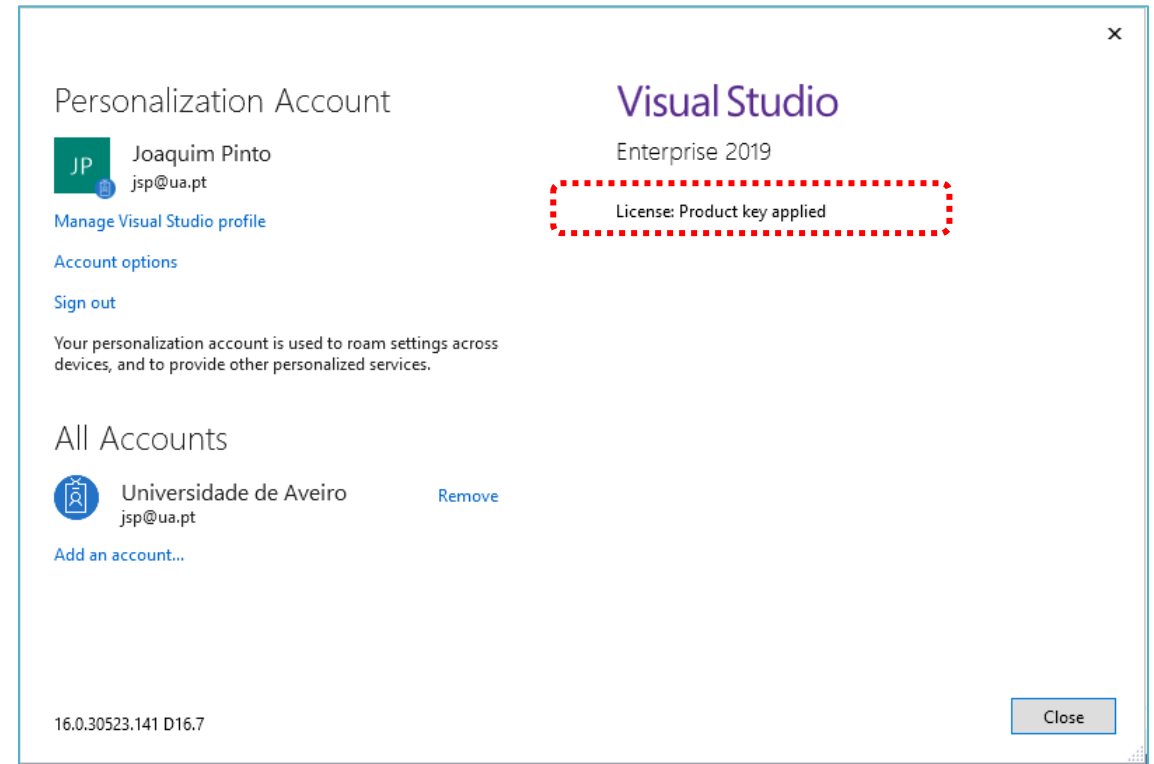 Personalization Account
JP
Joaquim Pinto
jsp@ua.pt
Manage Visual Studio profile
Account options
Sign out
Your personalization account is used to roam settings across
devices, and to provide other personalized services.
All Accounts
Universidade de Aveiro
Remove
jsp@ua.pt
Add an account...
16.0.30523.141 D16.7
Visual Studio
Enterprise 2019
License: Product key applied
Close